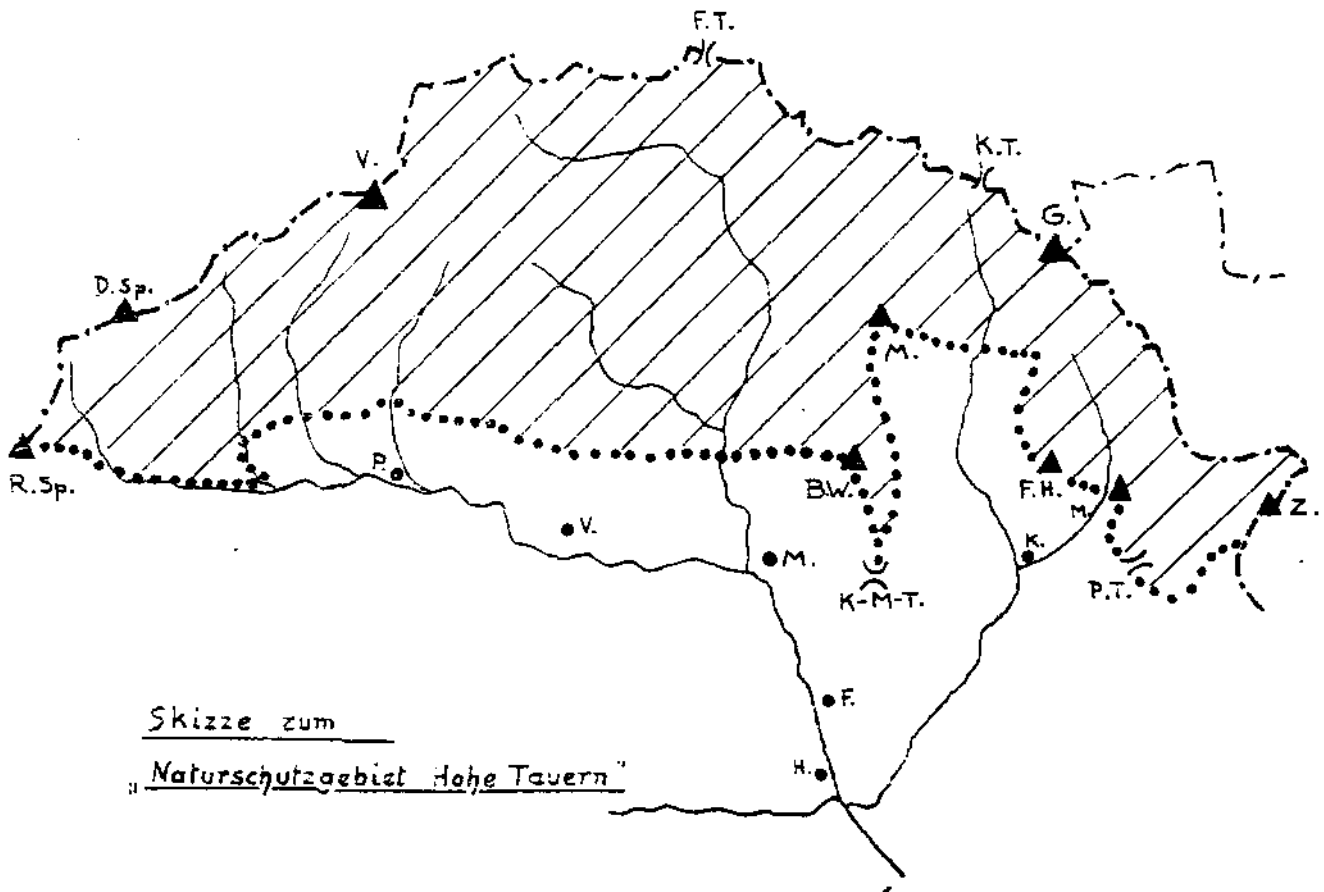 F.T.
K.T.
V.
G.
D.Sp.
M.
R.Sp.
P.
B.W.
F.H.
M.
Z.
V.
M.
K.
K-M-T.
P.T.
F.
Skizze zum
H.
„Naturschutzgebiet Hohe Tauern"